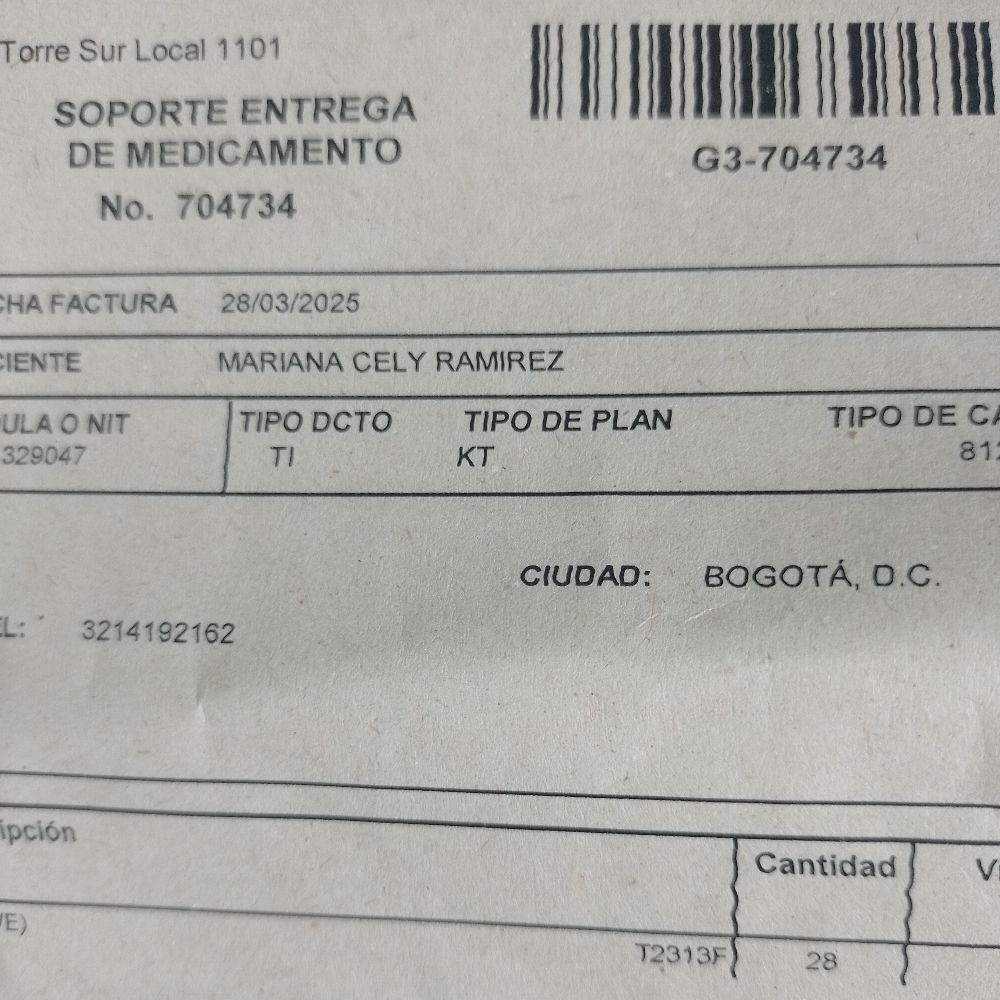 Torre Sur Local 1101
SOPORTE ENTREGA
DE MEDICAMENTO
No. 704734
G3-704734
CHA FACTURA 28/03/2025
CIENTE MARIANA CELY RAMIREZ
ULA O NIT TIPO DCTO TIPO DE PLAN TIPO DE CA
329047 TI KT 812
CIUDAD: BOGOTÁ, D.C.
EL: 3214192162
ipción Cantidad V
VE)
T2313F 28